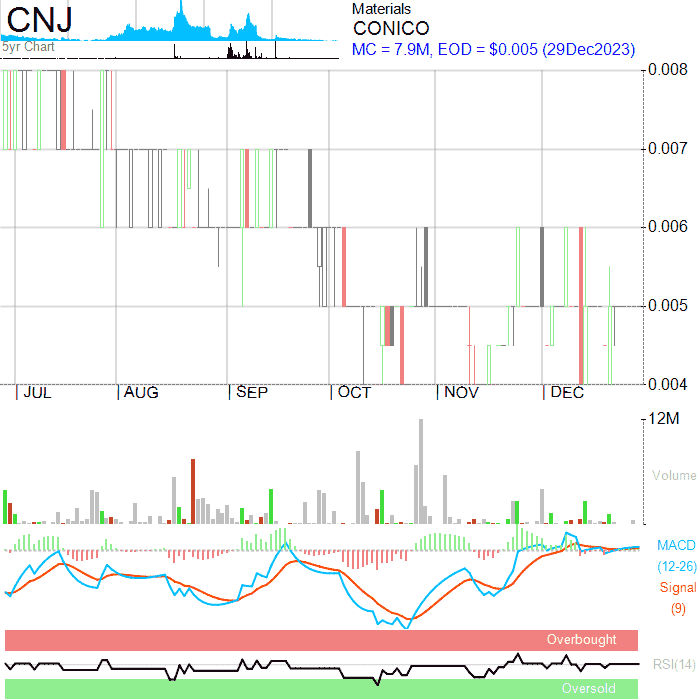 CNJ
5yr Chart
Materials
CONICO
MC = 7.9M, EOD = $0.005 (29Dec2023)
0.008
0.007
0.006
0.005
0.004
JUL
AUG
SEP
OCT
NOV
DEC
12M
Volume
MACD
(12-26)
Signal
(9)
Overbought
RSI(14)
Oversold